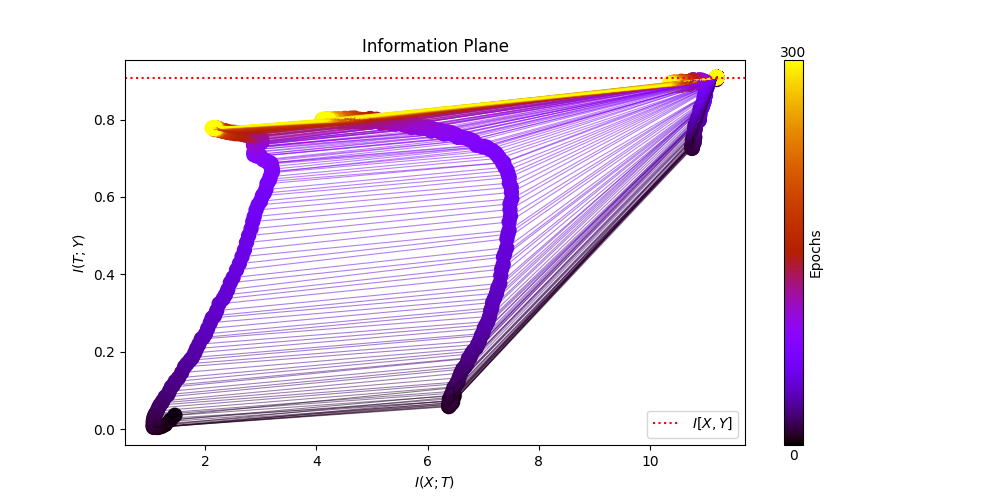 Information Plane
300
0.8
0.6
0.4
0.2
0.0
I(T; Y)
I[X, Y]
2
4
6
8
10
I(X; T)
Epochs
0